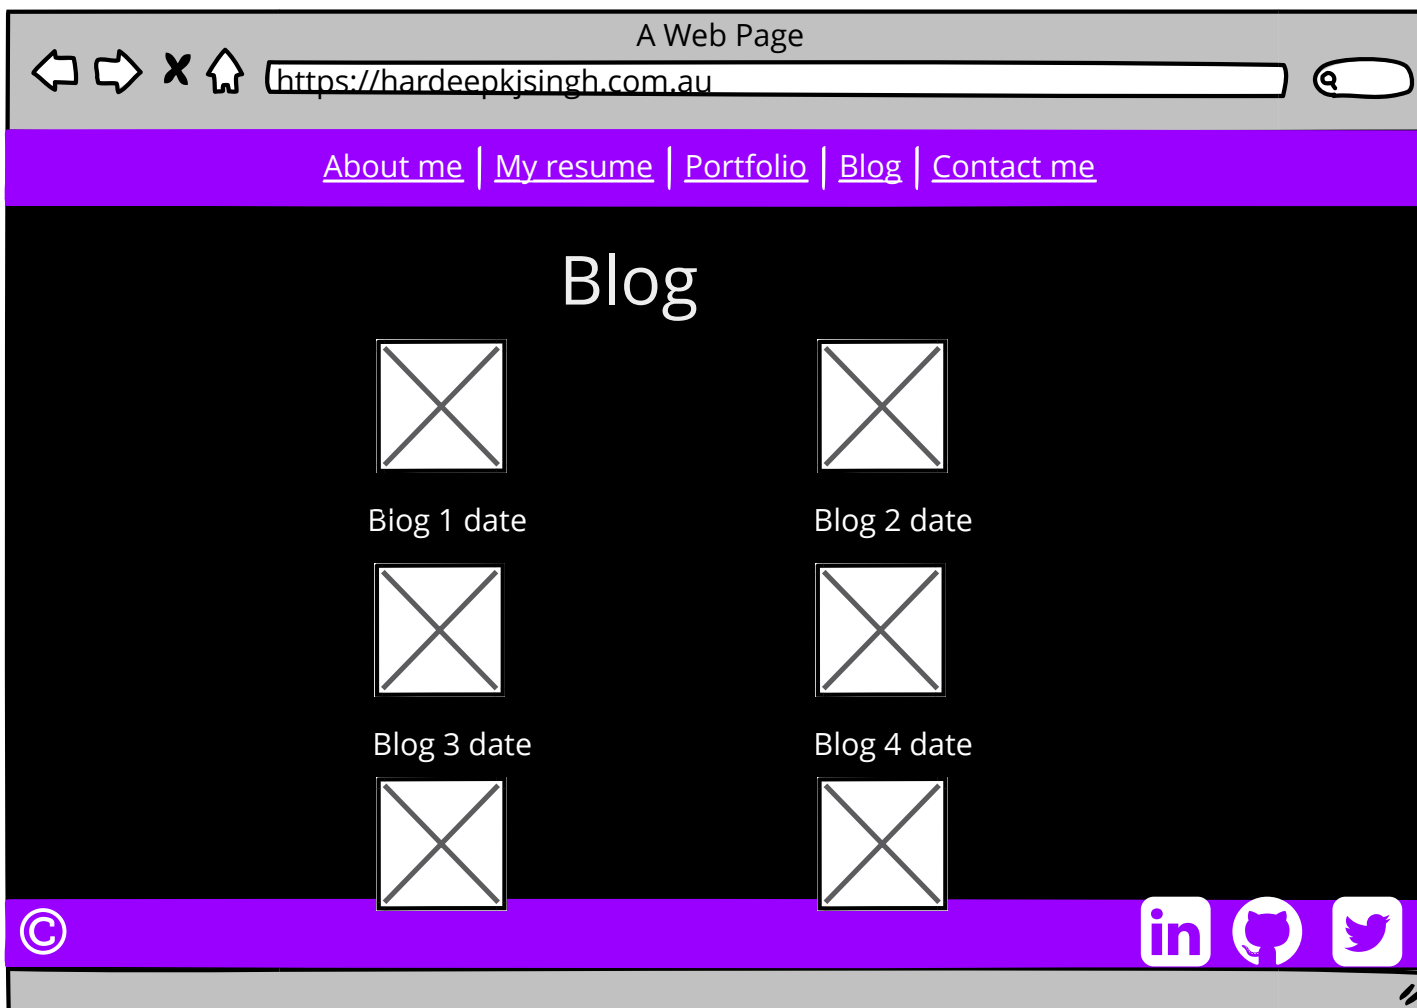 A Web Page
https://hardeepkjsingh.com.au
About me | My resume | Portfolio | Blog | Contact me
Blog
Biog 1 date
Blog 2 date
Blog 3 date
Blog 4 date
©
in